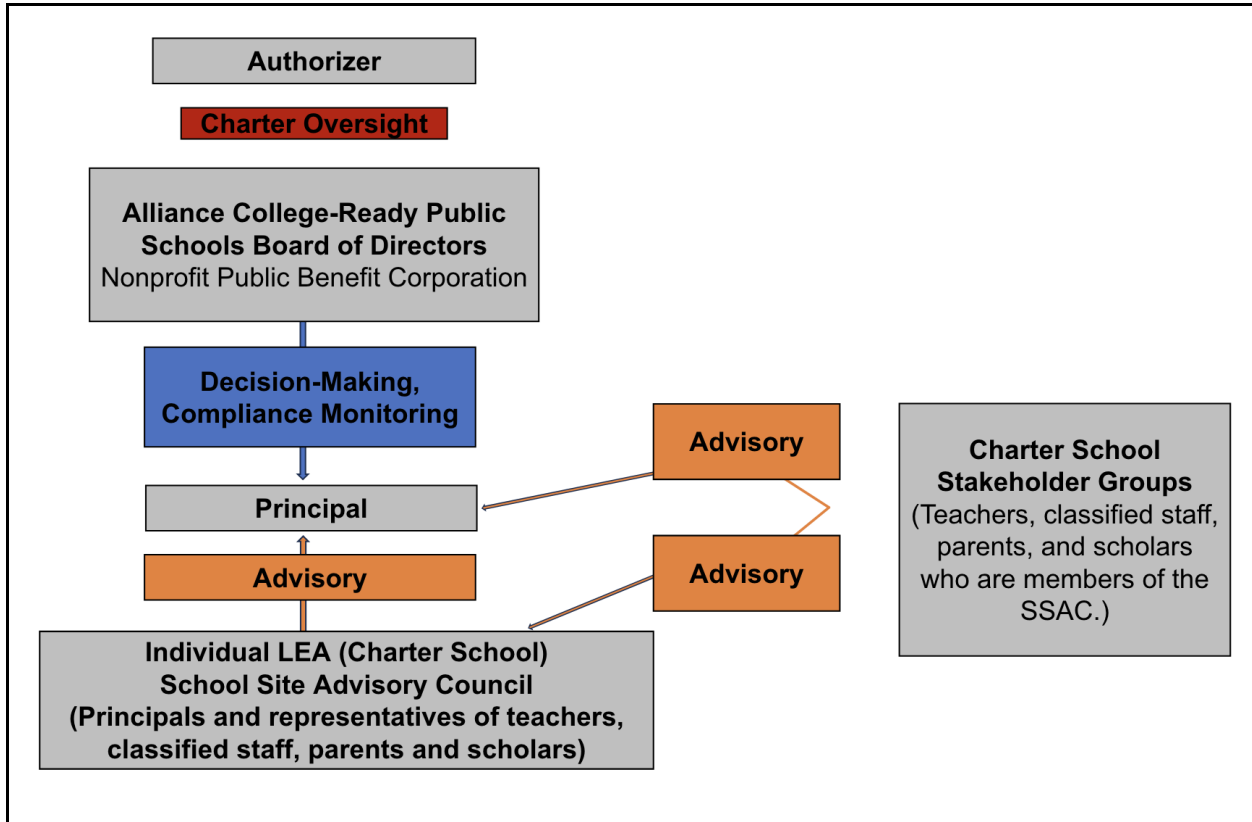 Authorizer
Charter Oversight
Alliance College-Ready Public
Schools Board of Directors
Nonprofit Public Benefit Corporation
Decision-Making,
Compliance Monitoring
Principal
Advisory
Individual LEA (Charter School)
School Site Advisory Council
(Principals and representatives of teachers,
classified staff, parents and scholars)
Advisory
Advisory
Charter School
Stakeholder Groups
(Teachers, classified staff,
parents, and scholars
who are members of the
SSAC.)